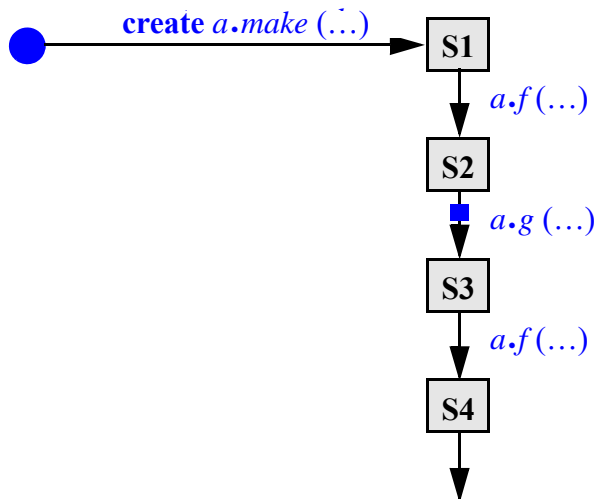 create a.make (…)
S1
a.f (…)
S2
a.g (…)
S3
a.f (…)
S4